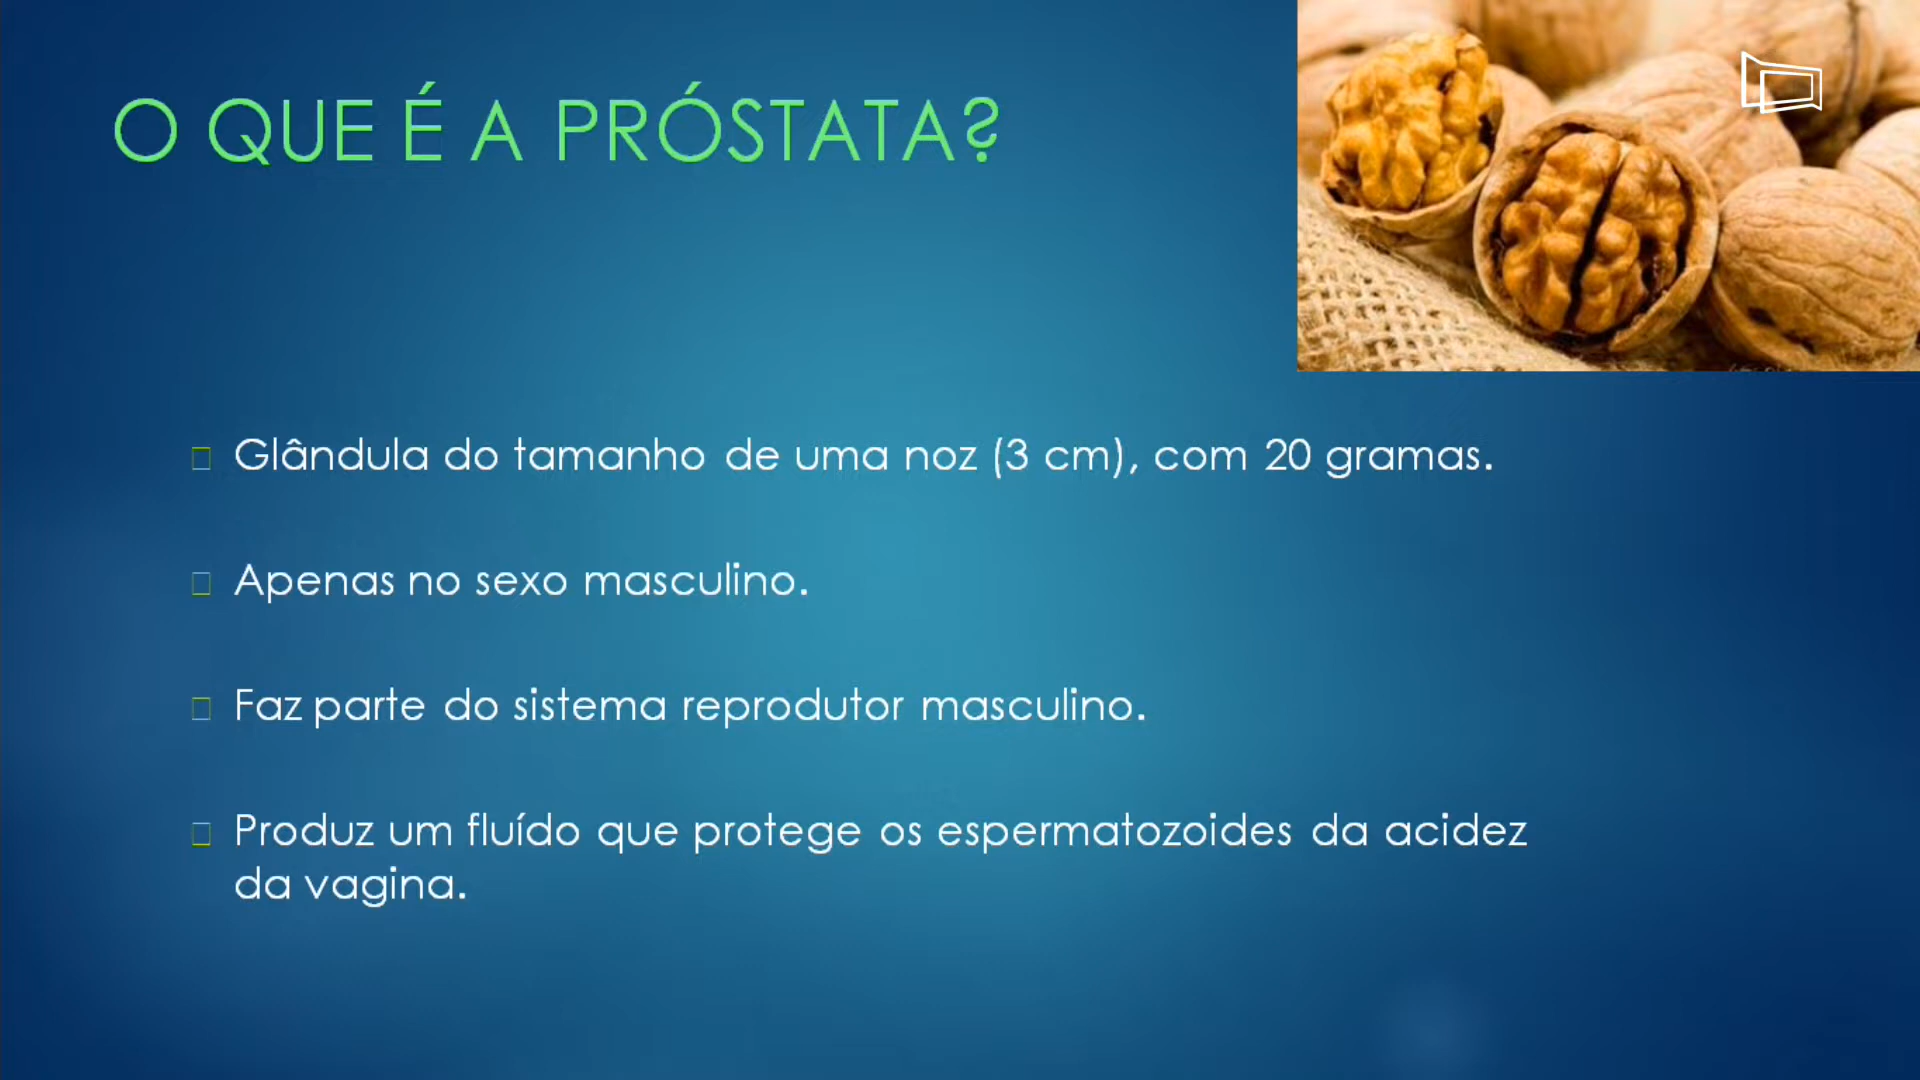 O QUE É A PRÓSTATA?
Glândula do tamanho de uma noz (3 cm), com 20 gramas.
Apenas no sexo masculino.
Faz parte do sistema reprodutor masculino.
Produz um fluído que protege os espermatozoides da acidez
da vagina.